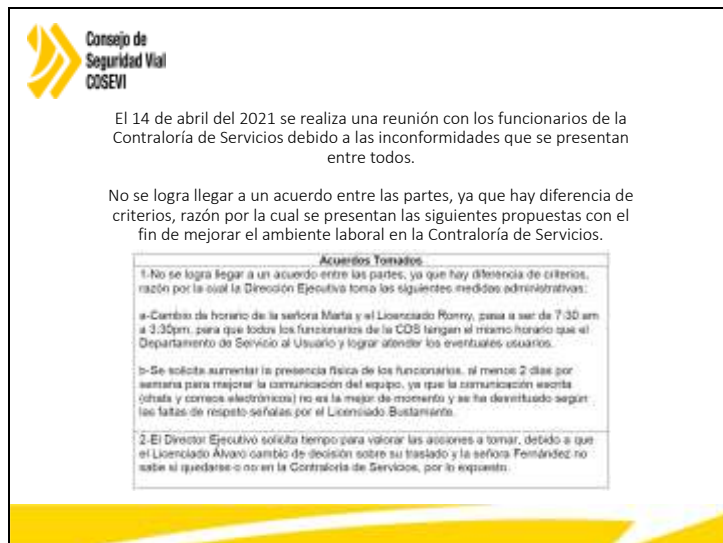 Consejo de
Seguridad Vial
COSEVI
El 14 de abril del 2021 se realiza una reunión con los funcionarios de la
Contraloría de Servicios debido a las inconformidades que se presentan
entre todos.
No se logra llegar a un acuerdo entre las partes, ya que hay diferencia de
criterios, razón por la cual se presentan las siguientes propuestas con el
fin de mejorar el ambiente laboral en la Contraloría de Servicios.
Acuerdos Tomados
1-No se logra llegar a un acuerdo entre las partes, ya que hay diferencia de criterios,
razón por la cual la Dirección Ejecutiva toma las siguientes medidas administrativas:
a-Cambio de horario de la señora Marta y el Licenciado Ronny, pasa a ser de 7:30 am
a 3:30pm, para que todos los funcionarios de la CDS tengan el mismo horario que el
Departamento de Servicio al Usuario y lograr atender los eventuales usuarios.
b-Se solicita aumentar la presencia física de los funcionarios, al menos 2 días por
semana para mejorar la comunicación del equipo, ya que la comunicación escrita
(chats y correos electrónicos) no es la mejor de momento y se ha desvirtuado según
las faltas de respeto señalas por el Licenciado Bustamante.
2-El Director Ejecutivo solicita tiempo para valorar las acciones a tomar, debido a que
el Licenciado Álvaro cambio de decisión sobre su traslado y la señora Fernández no
sabe si quedarse o no en la Contraloría de Servicios, por lo expuesto.